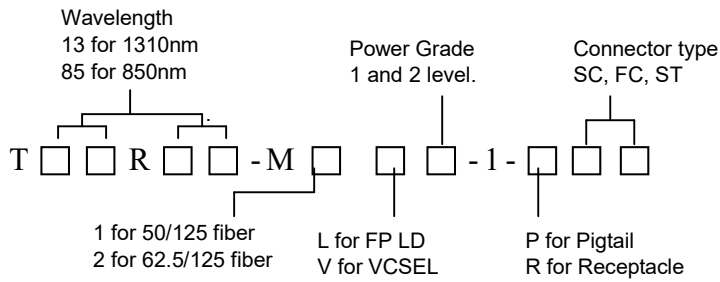 Wavelength
13 for 1310nm
85 for 850nm
Power Grade
1 and 2 level.
Connector type
SC, FC, ST
T □ □ R □ □ - M □ □ □ - 1 - □ □ □
1 for 50/125 fiber
2 for 62.5/125 fiber
L for FP LD
V for VCSEL
P for Pigtail
R for Receptacle